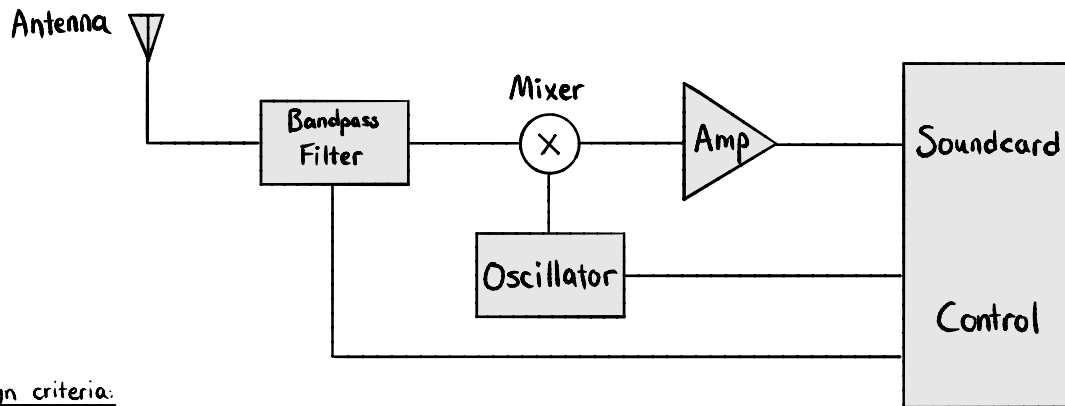 Antenna
Mixer
Bandpass
Filter
X
Amp
Soundcard
Oscillator
Control
criteria: